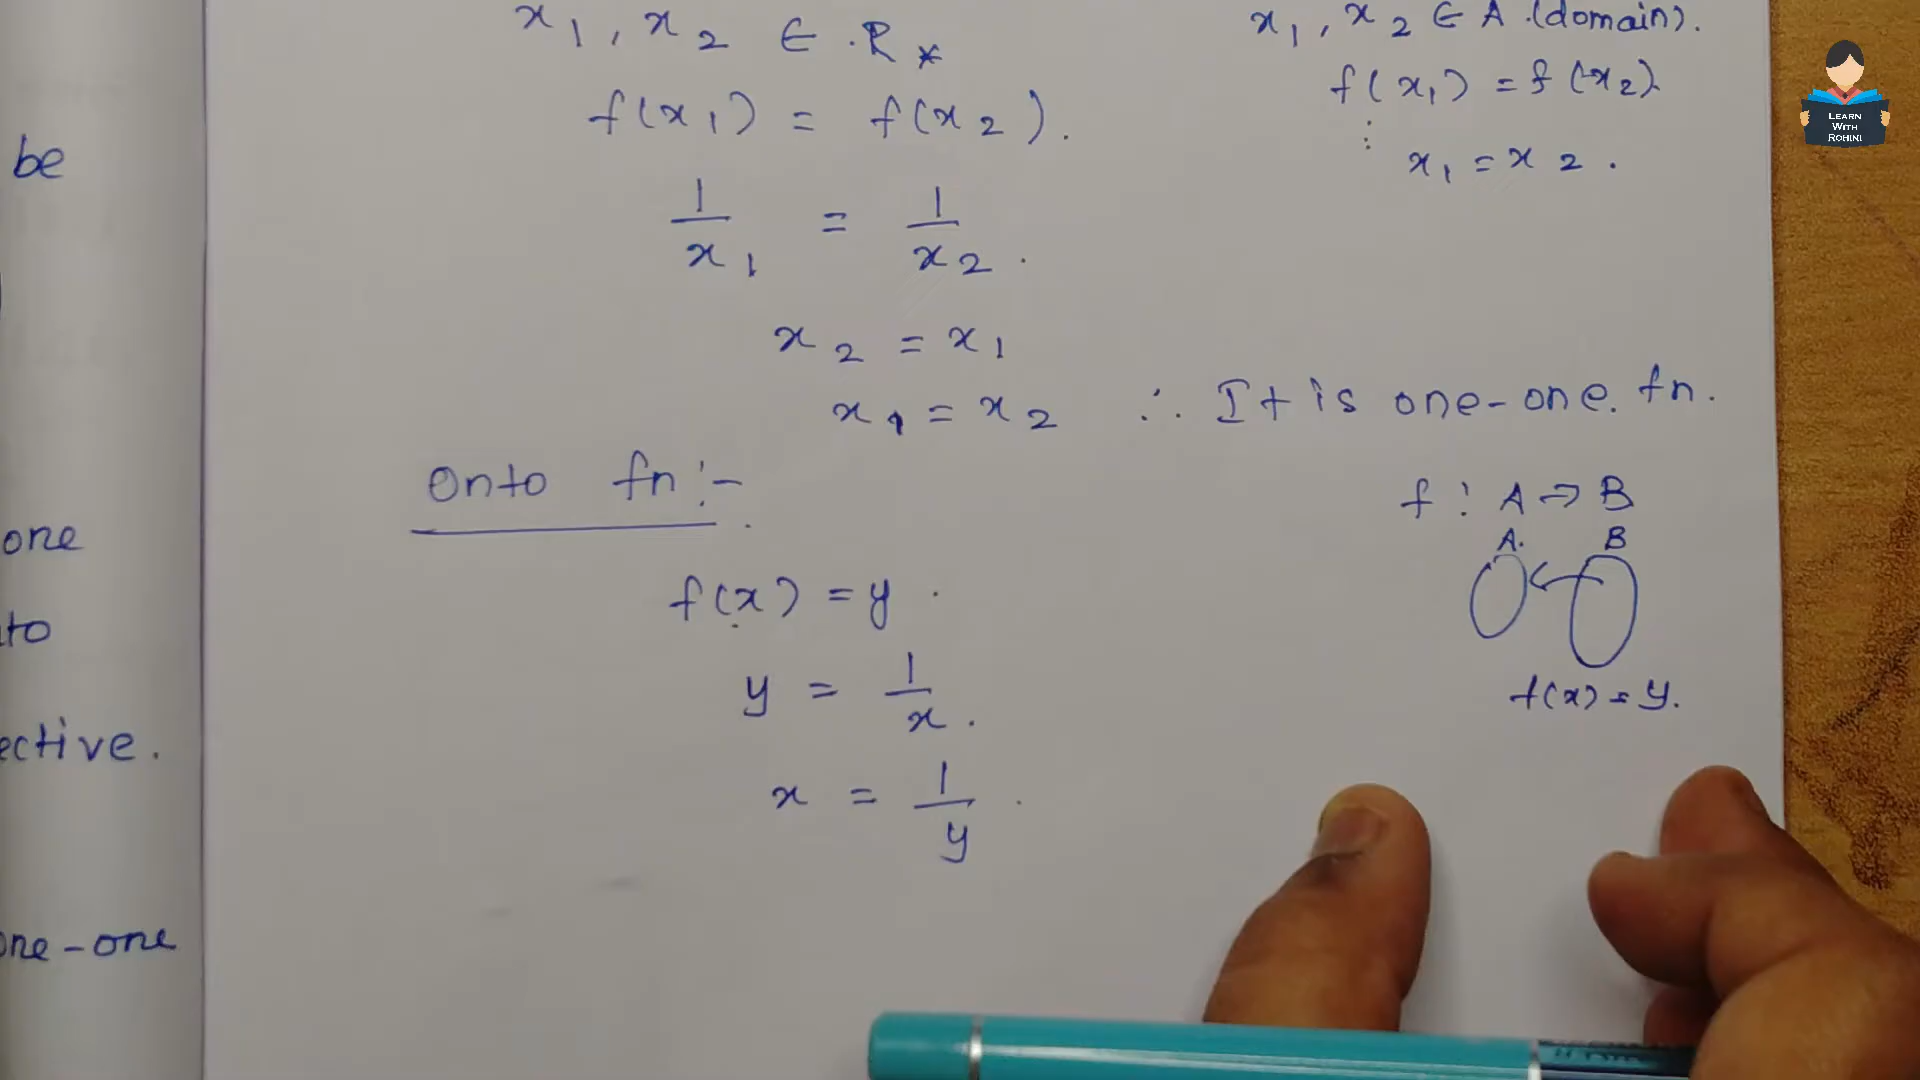 x₁, x₂ ∈ .R*
f(x₁) = f(x₂).
1/x₁ = 1/x₂.
x₂ = x₁
x₁ = x₂ ∴ It is one-one. fn.
x₁, x₂ ∈ A (domain).
f(x₁) = f(x₂).
⋮
x₁ = x₂.
LEARN
WITH
ROHINI
Onto fn:-
f(x) = y.
y = 1/x.
x = 1/y.
f : A → B
A. B
f(x) = y.
be
one
to
ective.
one-one